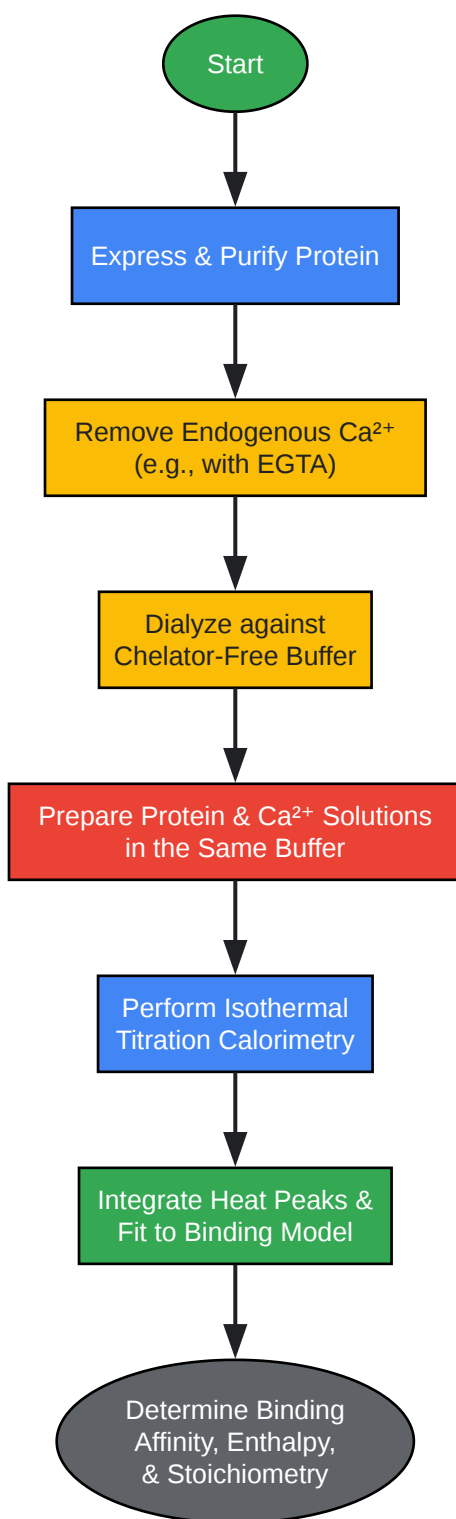 Start
Express & Purify Protein
Remove Endogenous Ca²⁺
(e.g., with EGTA)
Dialyze against
Chelator-Free Buffer
Prepare Protein & Ca²⁺ Solutions
in the Same Buffer
Perform Isothermal
Titration Calorimetry
Integrate Heat Peaks &
Fit to Binding Model
Determine Binding
Affinity, Enthalpy,
& Stoichiometry